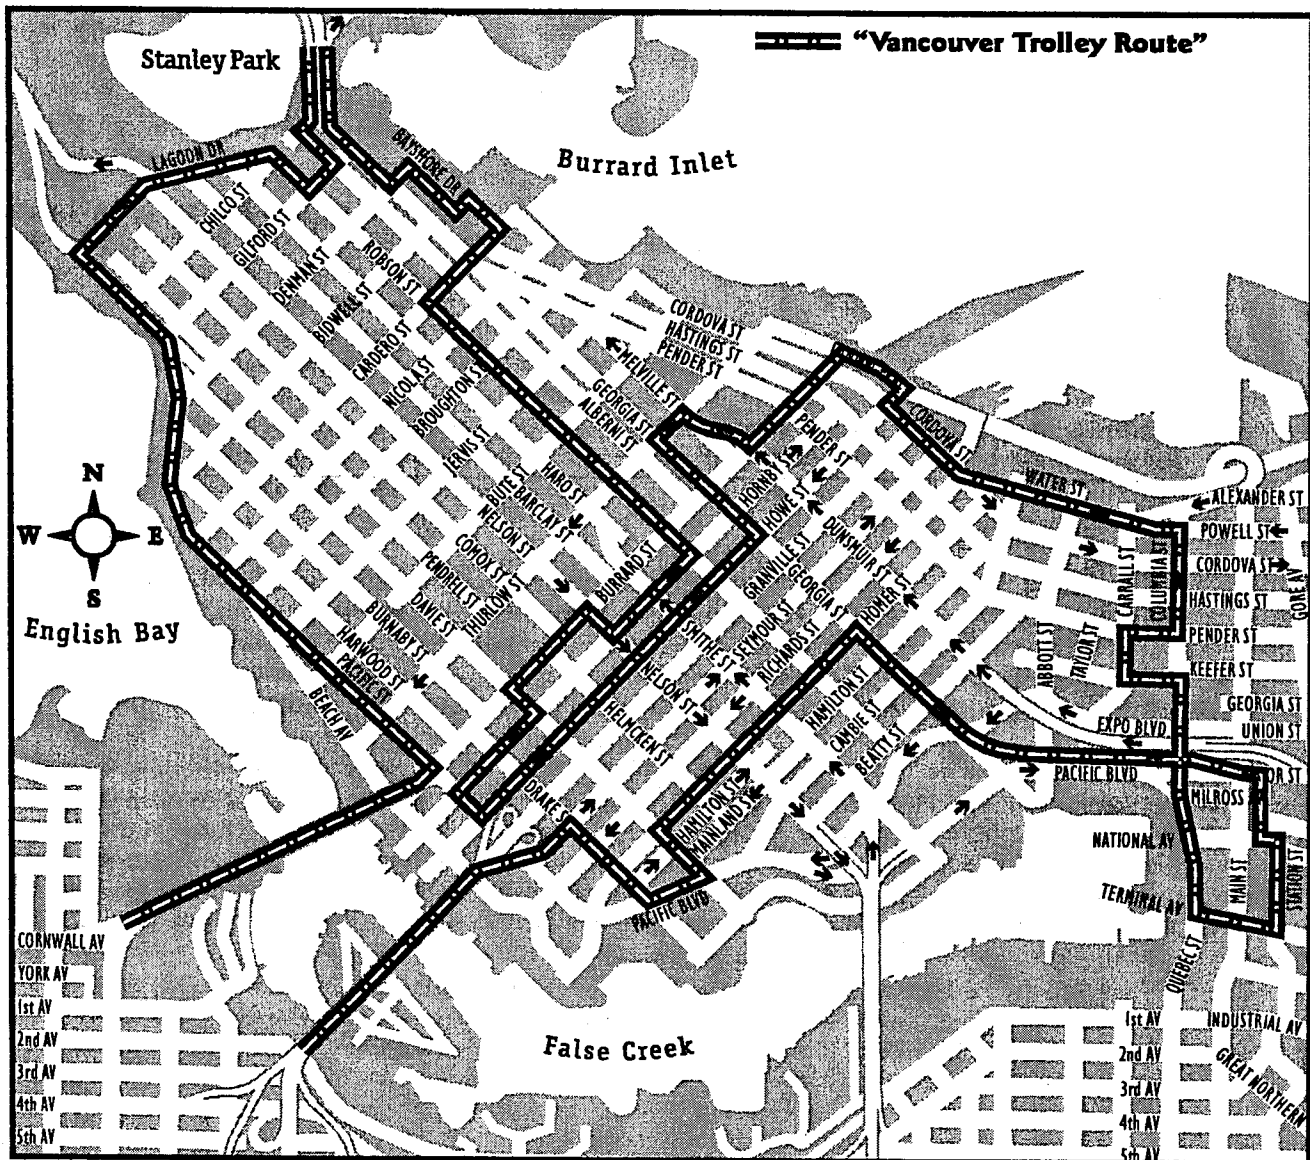 "Vancouver Trolley Route"
Stanley Park
Burrard Inlet
LAGOON DR
BAYSHORE DR
CHILCO ST
GILFORD ST
DENMAN ST
BIDWELL ST
ROBSON ST
CARDERO ST
NICOLA ST
BROUGHTON ST
JERVIS ST
CORDOVA ST
HASTINGS ST
PENDER ST
MELVILLE ST
GEORGIA ST
ALBERNI ST
HARO ST
BUTE ST
BARCLAY ST
NELSON ST
COMOX ST
PENDRELL ST
THURLOW ST
DAVIE ST
BURNABY ST
HARWOOD ST
PACIFIC ST
BEACH AV
BURRARD ST
PENDER ST
HORNBY ST
HOWE ST
DUNSMUIR ST
GRANVILLE ST
GEORGIA ST
HOMER ST
SEYMOUR ST
SMITHE ST
RICHARDS ST
NELSON ST
HELMCKEN ST
HAMILTON ST
CAMBIE ST
BEATTY ST
DRAKE S
HAMILTON ST
MAINLAND ST
PACIFIC BLVD
CORDOVA ST
WATER ST
ALEXANDER ST
POWELL ST
CORDOVA ST
HASTINGS ST
GORE AV
CARRALL ST
COLUMBIA ST
PENDER ST
KEEFER ST
ABBOTT ST
TAYLOR ST
GEORGIA ST
UNION ST
EXPO BLVD
PACIFIC BLVD
OR ST
MILROSS
NATIONAL AV
MAIN ST
STATION ST
TERMINAL AV
QUEBEC ST
N
W E
S
English Bay
False Creek
CORNWALL AV
YORK AV
1st AV
2nd AV
3rd AV
4th AV
5th AV
1st AV
2nd AV
3rd AV
4th AV
5th AV
INDUSTRIAL AV
GREAT NORTHERN